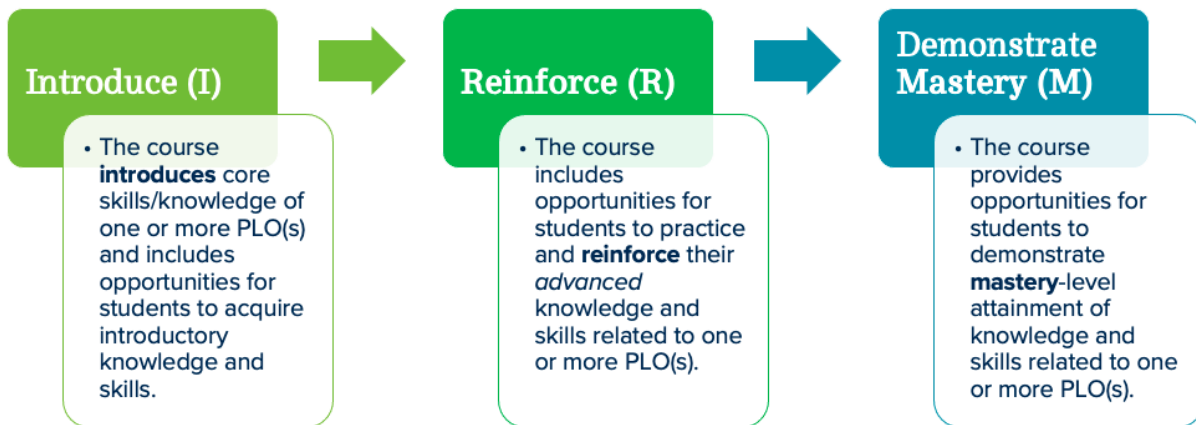 Introduce (I)
• The course
introduces core
skills/knowledge of
one or more PLO(s)
and includes
opportunities for
students to acquire
introductory
knowledge and
skills.
Reinforce (R)
• The course
includes
opportunities for
students to practice
and reinforce their
advanced
knowledge and
skills related to one
or more PLO(s).
Demonstrate
Mastery (M)
• The course
provides
opportunities for
students to
demonstrate
mastery-level
attainment of
knowledge and
skills related to one
or more PLO(s).